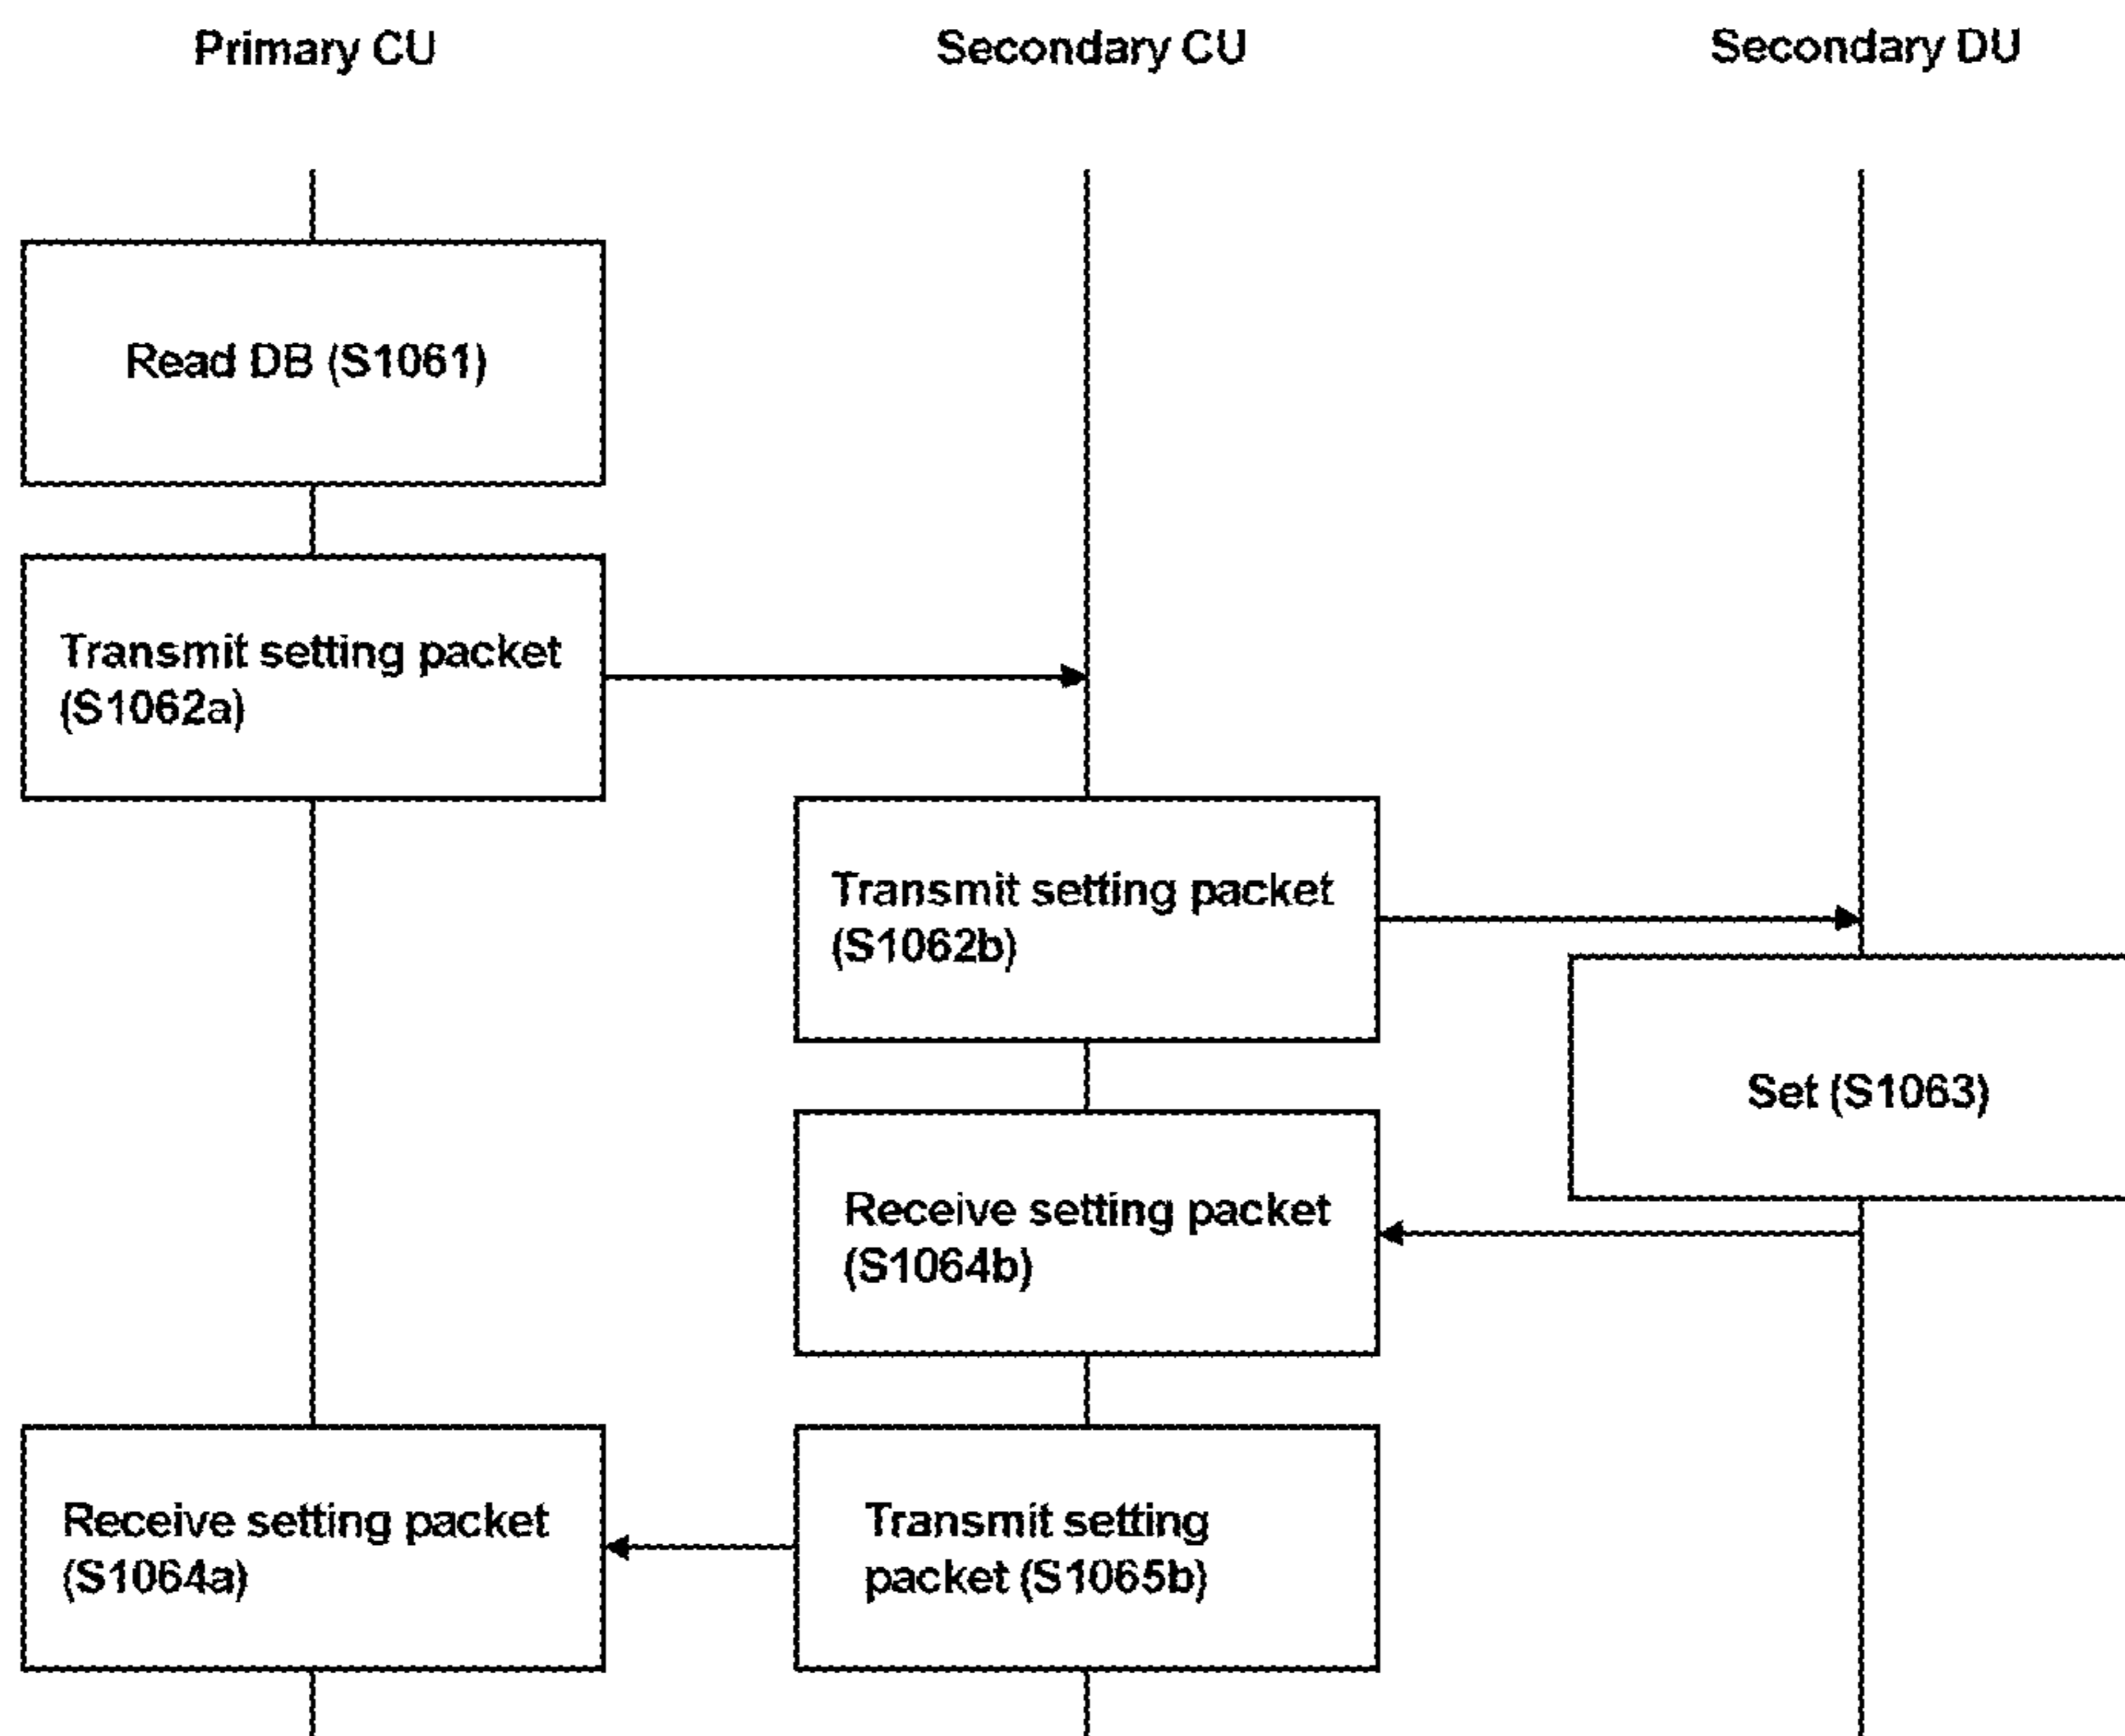 Primary CU
Secondary CU
Secondary DU
Read DB (S1061)
Transmit setting packet
(S1062a)
Transmit setting packet
(S1062b)
Set (S1063)
Receive setting packet
(S1064b)
Receive setting packet
(S1064a)
Transmit setting
packet (S1065b)